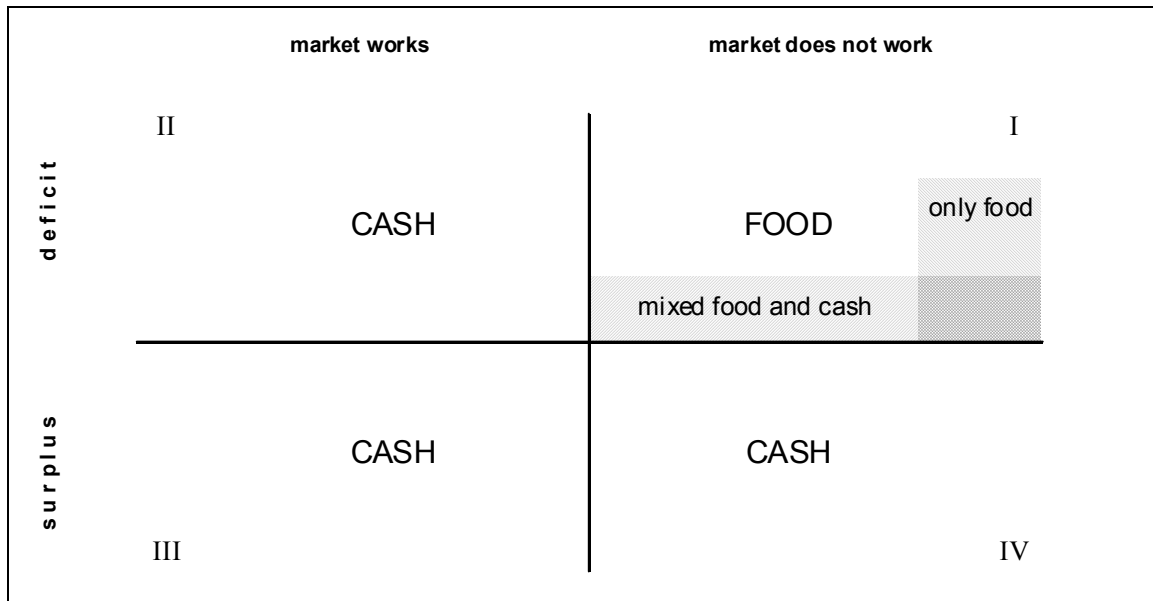 market works
market does not work
II
I
deficit
CASH
FOOD
only food
mixed food and cash
surplus
CASH
CASH
III
IV